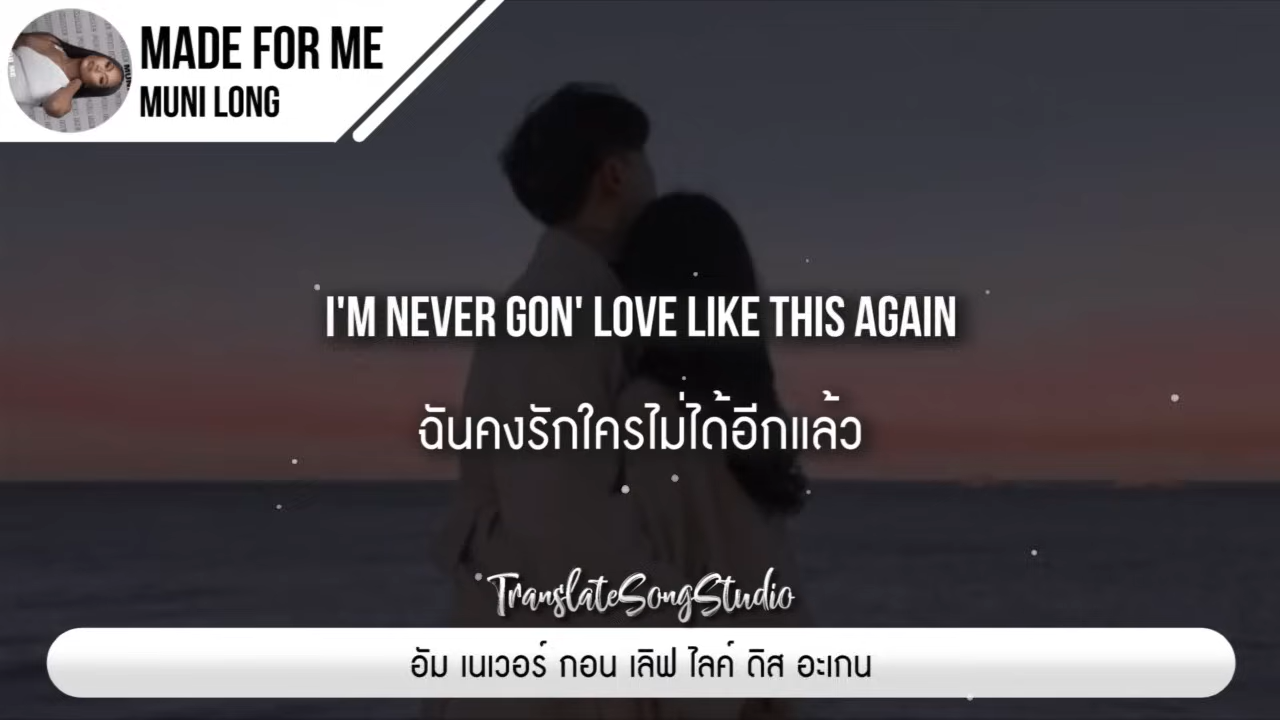 MADE FOR ME
MUNI LONG
I'M NEVER GON' LOVE LIKE THIS AGAIN
ฉันคงรักใครไม่ได้อีกแล้ว
TranslateSongStudio
อัม เนเวอร์ กอน เลิฟ ไลค์ ดิส อะเกน